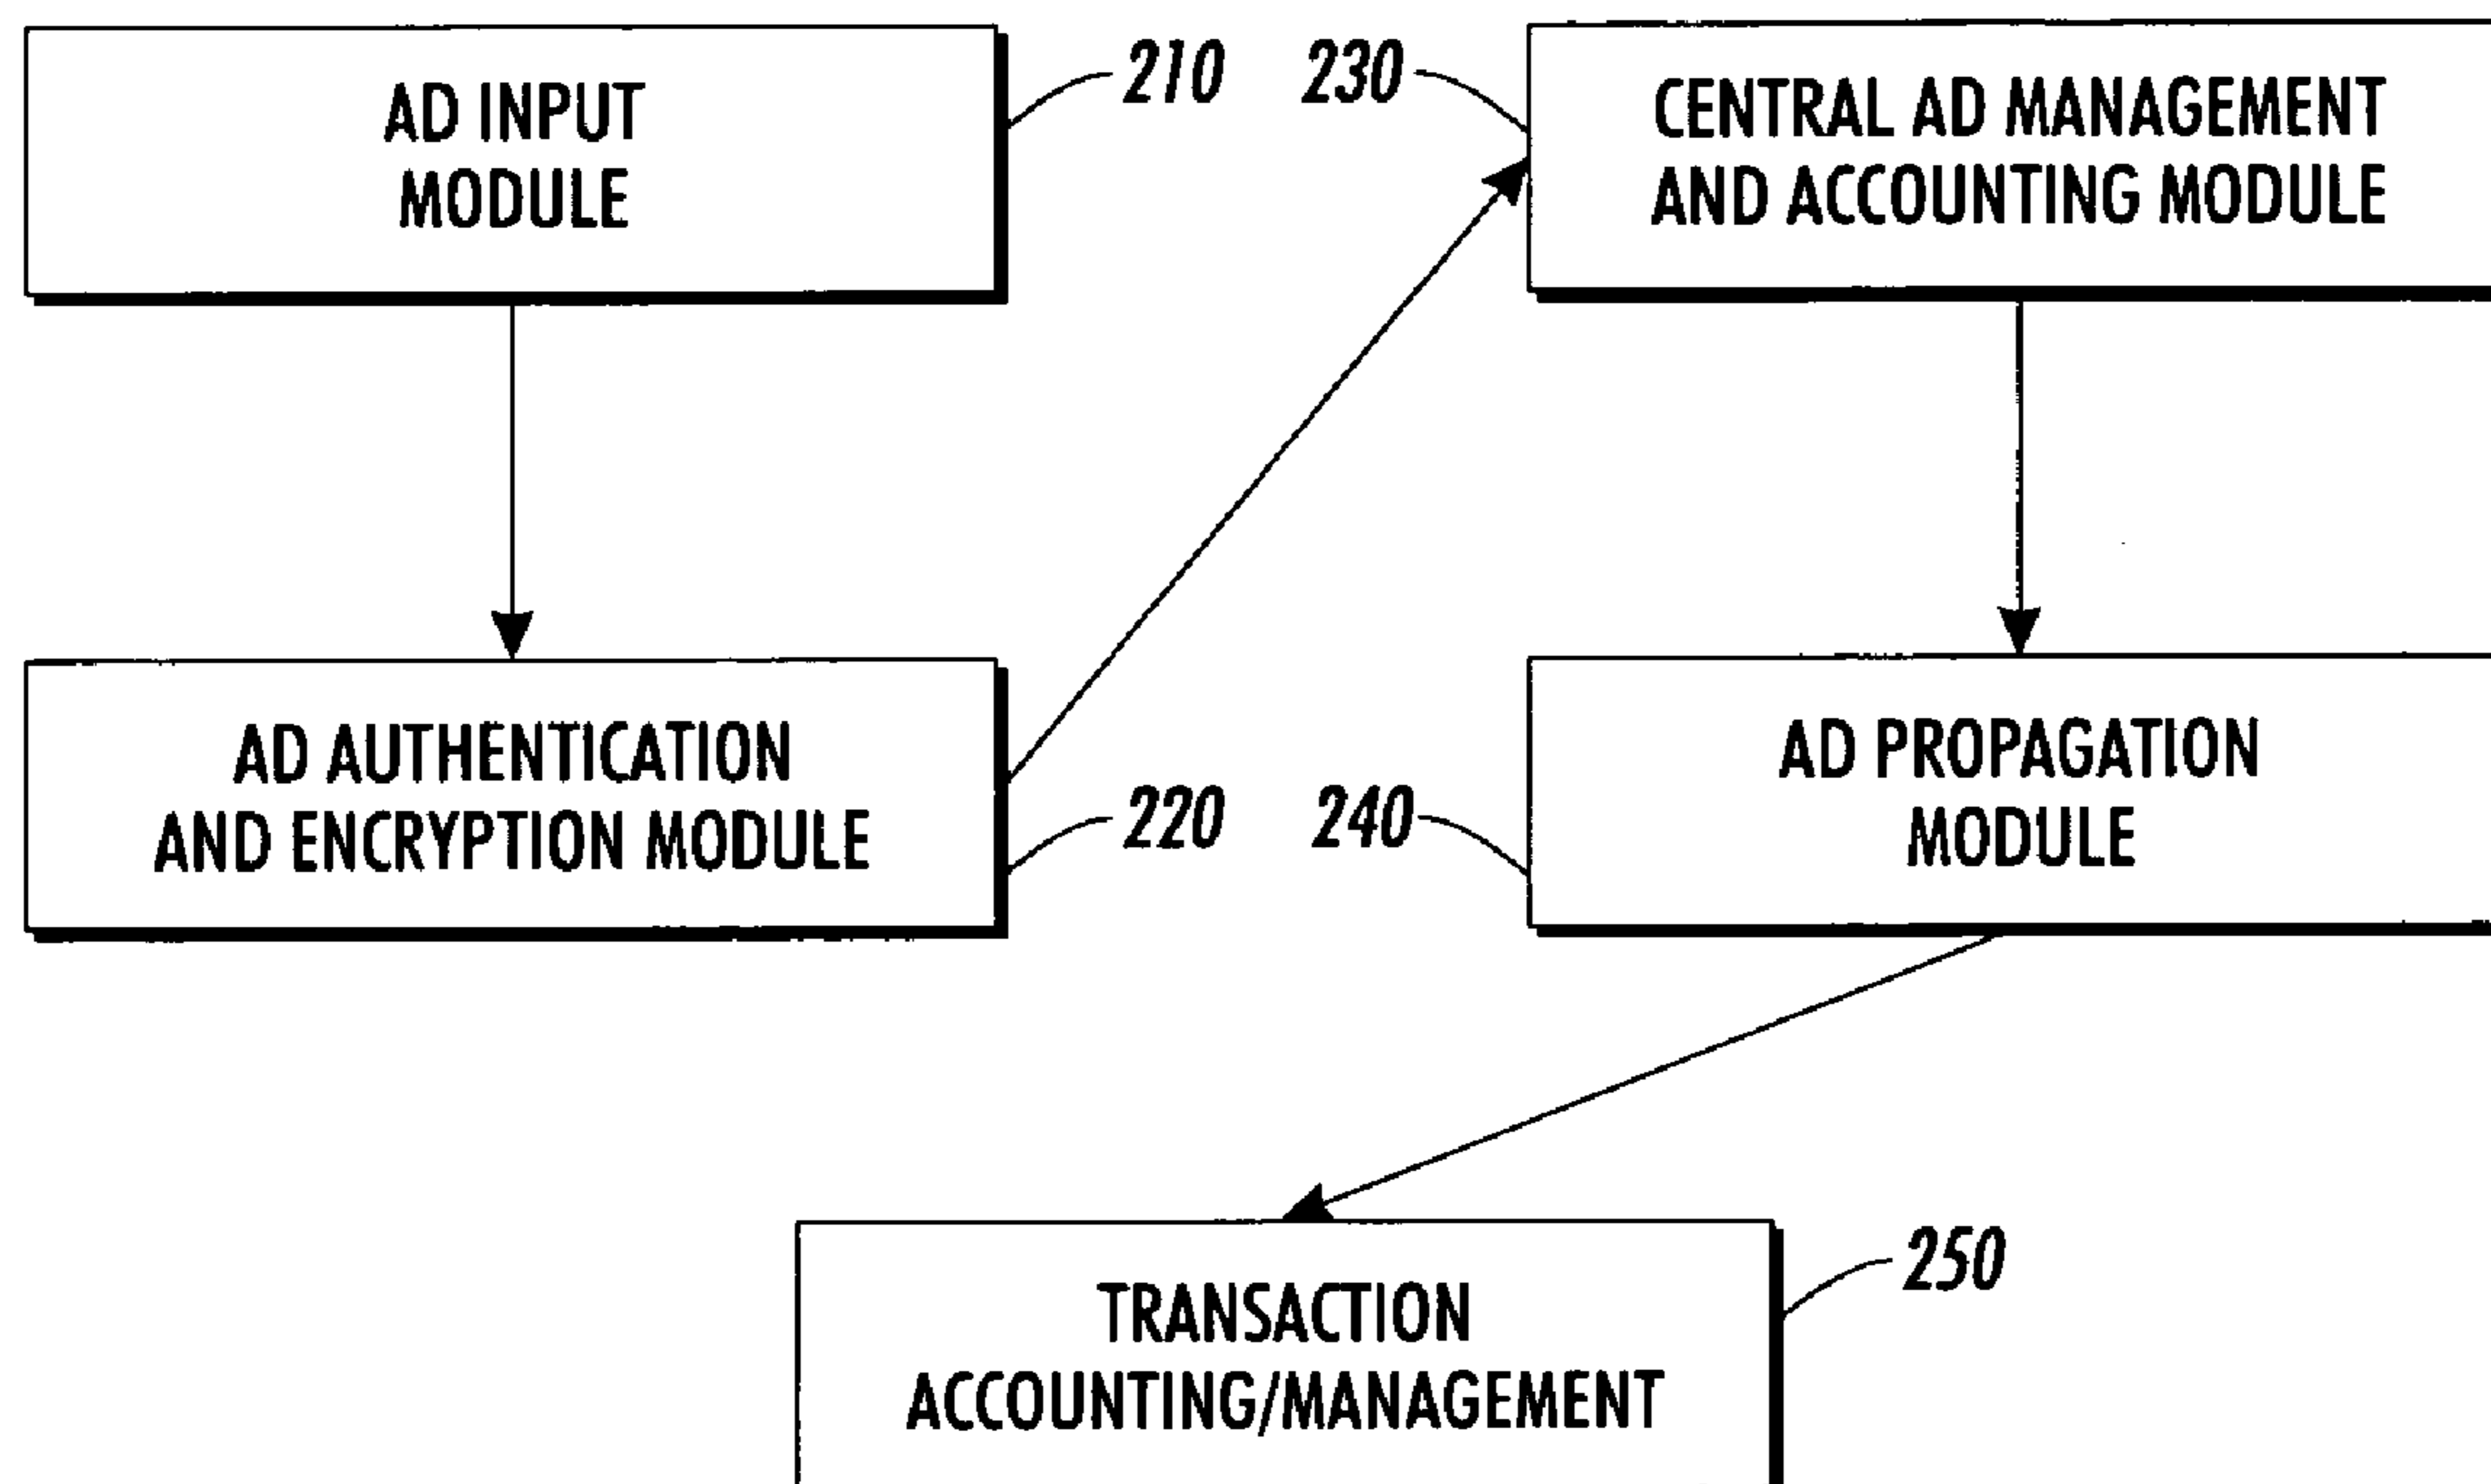 AD INPUT
MODULE
210
230
CENTRAL AD MANAGEMENT
AND ACCOUNTING MODULE
AD AUTHENTICATION
AND ENCRYPTION MODULE
220
240
AD PROPAGATION
MODULE
TRANSACTION
ACCOUNTING/MANAGEMENT
250